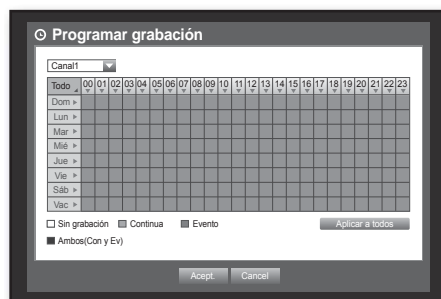 Programar grabación
Canal1
Todo 00 01 02 03 04 05 06 07 08 09 10 11 12 13 14 15 16 17 18 19 20 21 22 23
Dom
Lun
Mar
Mié
Jue
Vie
Sáb
Vac
Sin grabación Continua Evento Aplicar a todos
Ambos(Con y Ev)
Acept. Cancel